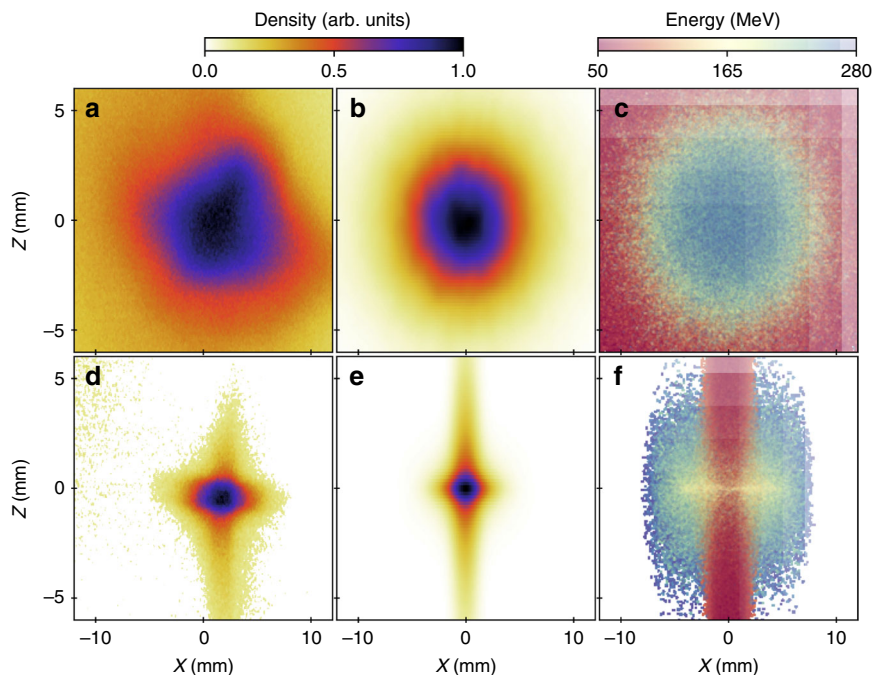 Density (arb. units)
Energy (MeV)
0.0 0.5 1.0
50 165 280
a b c
5
0
−5
Z (mm)
d e f
5
0
−5
Z (mm)
−10 0 10
−10 0 10
−10 0 10
X (mm)
X (mm)
X (mm)